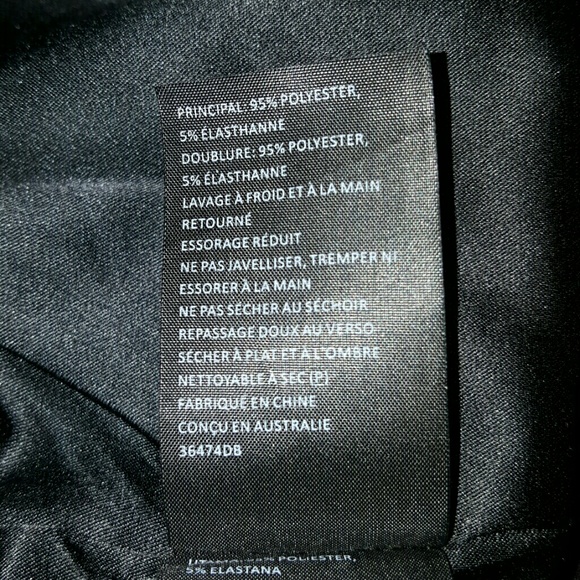 PRINCIPAL: 95% POLYESTER,
5% ÉLASTHANNE
DOUBLURE: 95% POLYESTER,
5% ÉLASTHANNE
LAVAGE À FROID ET À LA MAIN
RETOURNÉ
ESSORAGE RÉDUIT
NE PAS JAVELLISER, TREMPER NI
ESSORER À LA MAIN
NE PAS SÉCHER AU SÉCHOIR
REPASSAGE DOUX AU VERSO
SÉCHER À PLAT ET À L'OMBRE
NETTOYABLE À SEC (P)
FABRIQUE EN CHINE
CONÇU EN AUSTRALIE
36474DB
POLIESTER,
5% ELASTANA